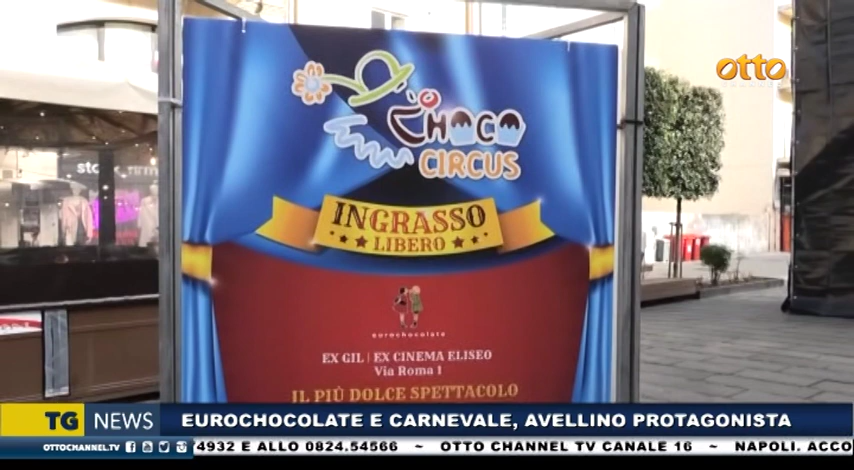 otto
CHOCO
CIRCUS
INGRASSO
LIBERO
eurochocolate
EX GIL | EX CINEMA ELISEO
Via Roma 1
IL PIÙ DOLCE SPETTACOLO
TG NEWS
EUROCHOCOLATE E CARNEVALE, AVELLINO PROTAGONISTA
OTTOCHANNEL.TV
4932 E ALLO 0824.54566 ~ OTTO CHANNEL TV CANALE 16 ~ NAPOLI. ACCO